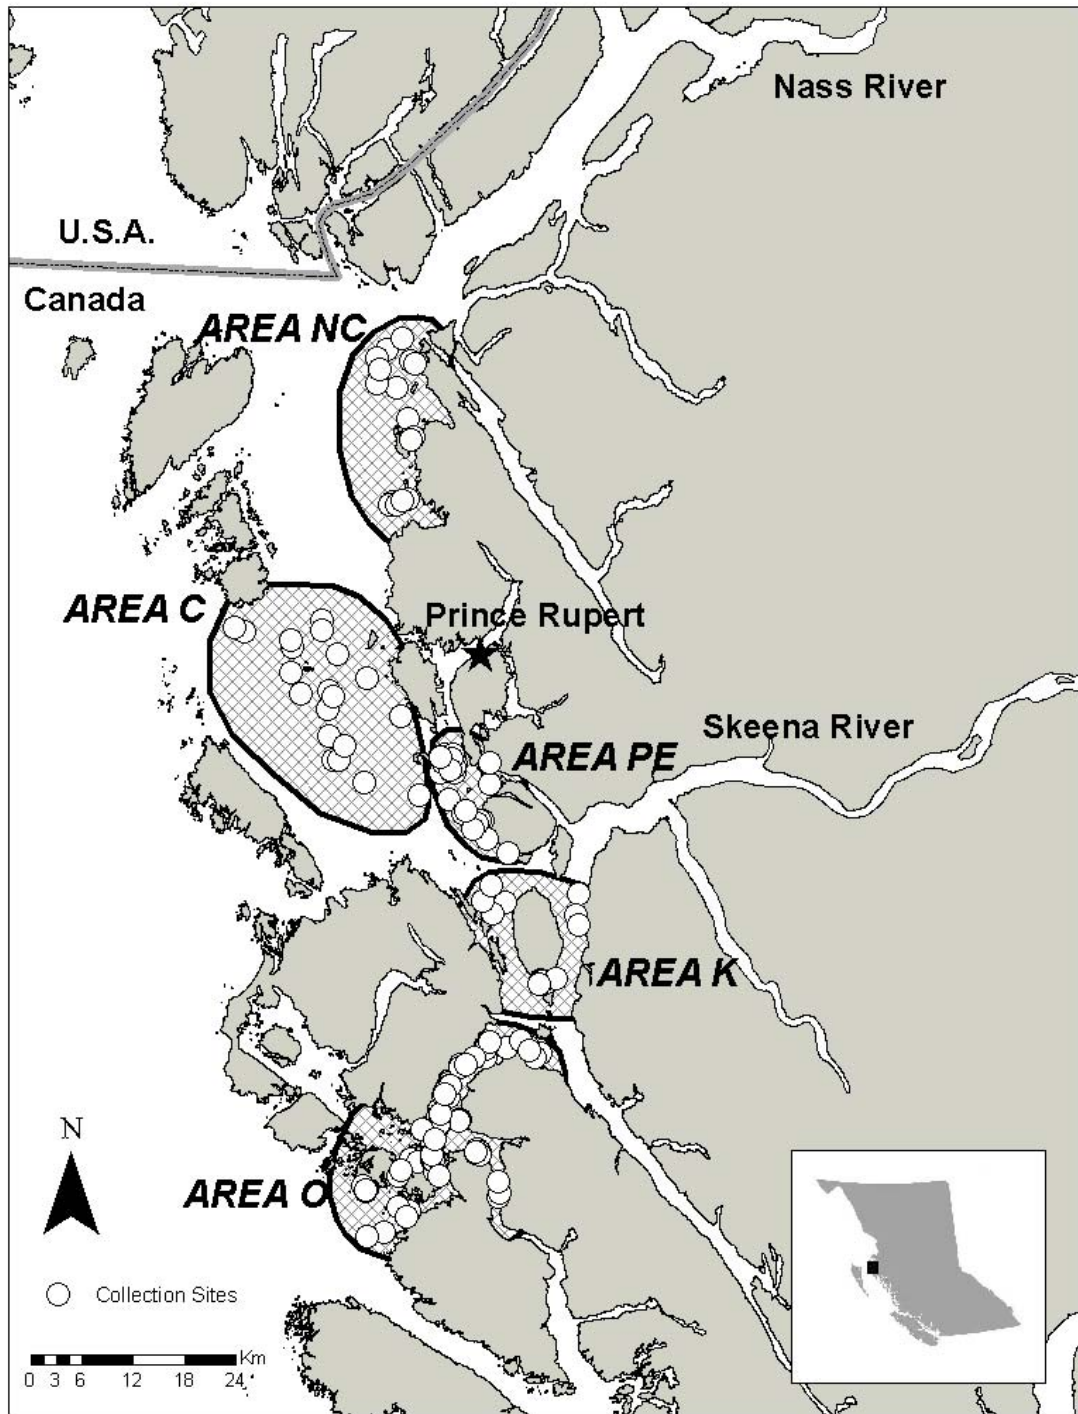 Nass River
U.S.A.
Canada
AREA NC
AREA C
Prince Rupert
Skeena River
AREA PE
AREA K
N
AREA O
Collection Sites
Km
0 3 6 12 18 24